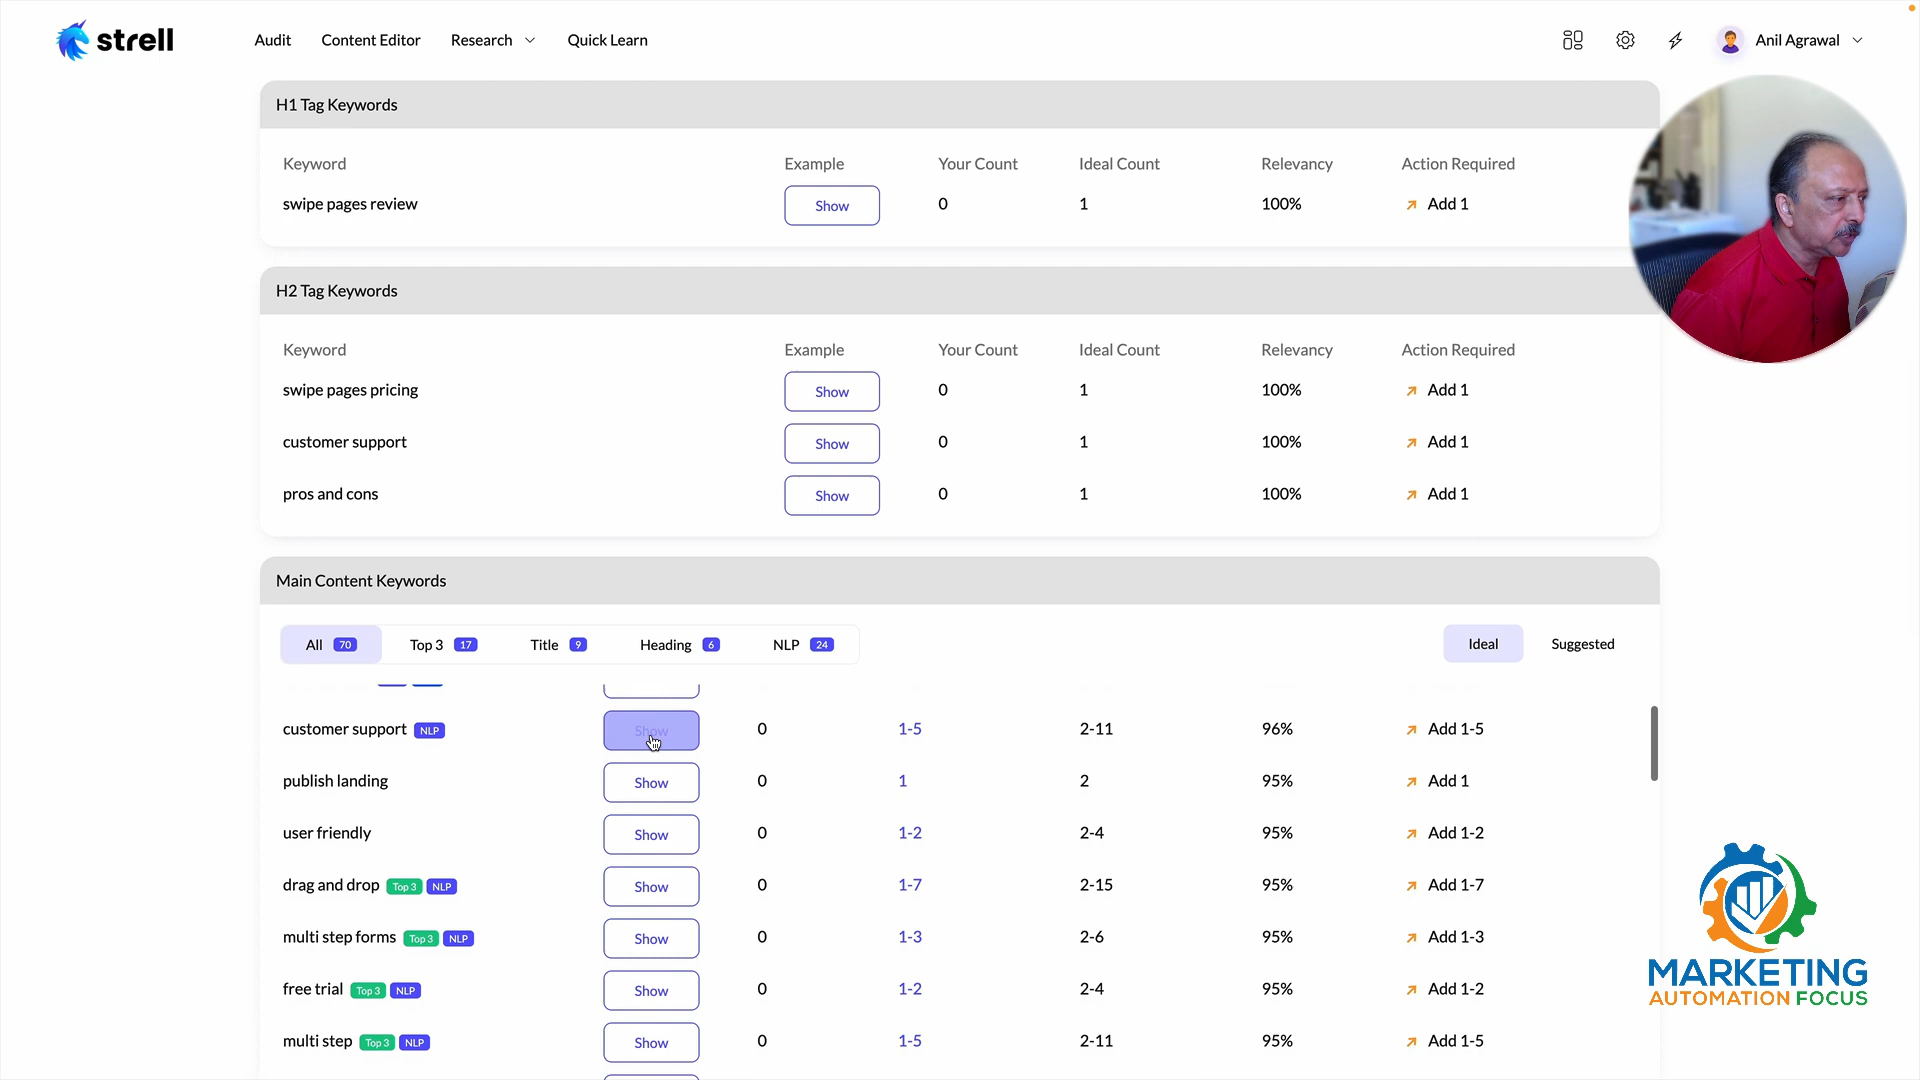 strell Audit Content Editor Research Quick Learn Anil Agrawal
H1 Tag Keywords
Keyword Example Your Count Ideal Count Relevancy Action Required
swipe pages review Show 0 1 100% Add 1
H2 Tag Keywords
Keyword Example Your Count Ideal Count Relevancy Action Required
swipe pages pricing Show 0 1 100% Add 1
customer support Show 0 1 100% Add 1
pros and cons Show 0 1 100% Add 1
Main Content Keywords
All 70 Top 3 17 Title 9 Heading 6 NLP 24 Ideal Suggested
customer support NLP Show 0 1-5 2-11 96% Add 1-5
publish landing Show 0 1 2 95% Add 1
user friendly Show 0 1-2 2-4 95% Add 1-2
drag and drop Top 3 NLP Show 0 1-7 2-15 95% Add 1-7
multi step forms Top 3 NLP Show 0 1-3 2-6 95% Add 1-3
free trial Top 3 NLP Show 0 1-2 2-4 95% Add 1-2
multi step Top 3 NLP Show 0 1-5 2-11 95% Add 1-5
MARKETING
AUTOMATION FOCUS